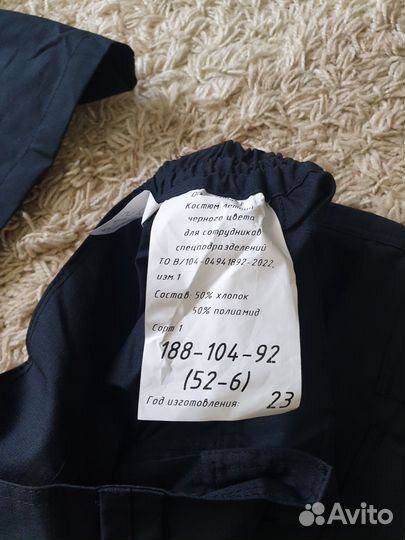 Костюм летний
черного цвета
для сотрудников
спецподразделений
ТО В/104-04941892-2022,
изм.1
Состав: 50% хлопок
50% полиамид
Сорт 1
188-104-92
(52-6)
Год изготовления: 23
Avito